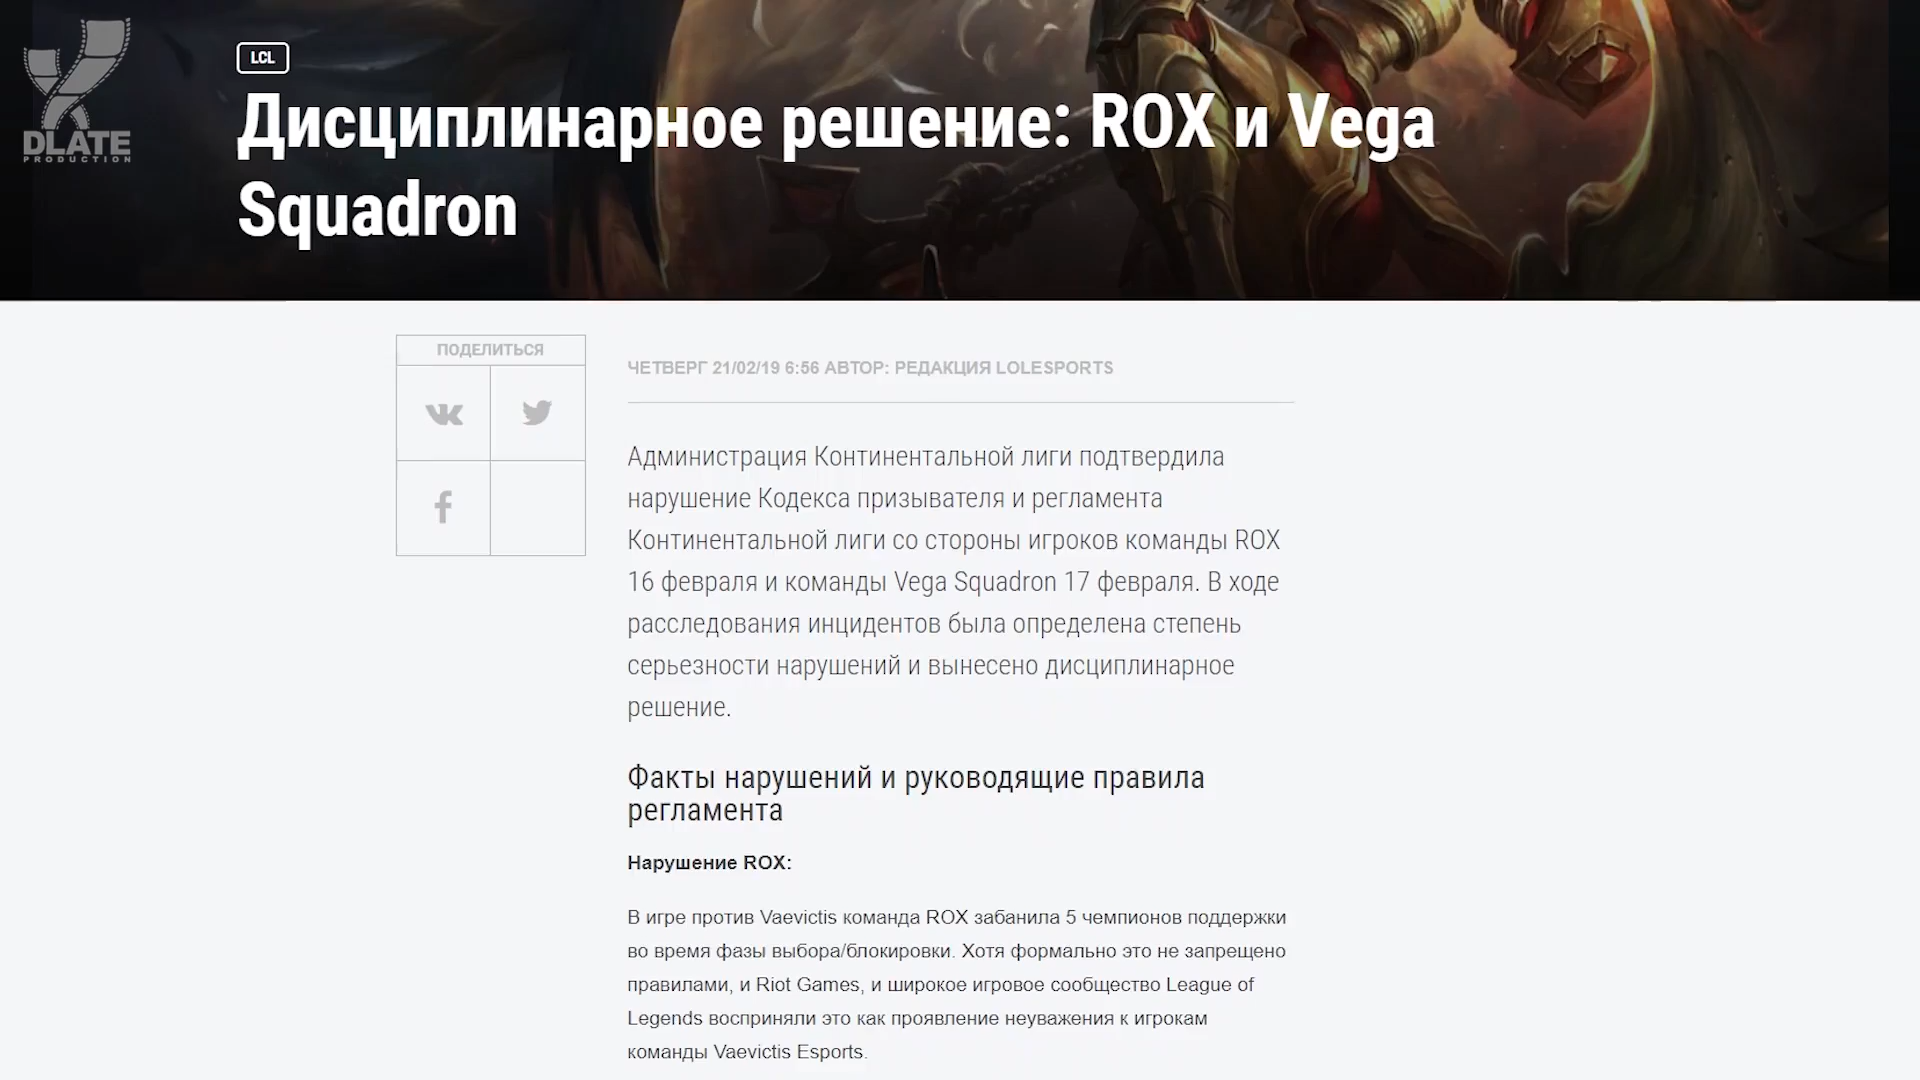 DLATE
PRODUCTION
LCL
Дисциплинарное решение: ROX и Vega
Squadron
ПОДЕЛИТЬСЯ
ЧЕТВЕРГ 21/02/19 6:56 АВТОР: РЕДАКЦИЯ LOLESPORTS
Администрация Континентальной лиги подтвердила
нарушение Кодекса призывателя и регламента
Континентальной лиги со стороны игроков команды ROX
16 февраля и команды Vega Squadron 17 февраля. В ходе
расследования инцидентов была определена степень
серьезности нарушений и вынесено дисциплинарное
решение.
Факты нарушений и руководящие правила
регламента
Нарушение ROX:
В игре против Vaevictis команда ROX забанила 5 чемпионов поддержки
во время фазы выбора/блокировки. Хотя формально это не запрещено
правилами, и Riot Games, и широкое игровое сообщество League of
Legends восприняли это как проявление неуважения к игрокам
команды Vaevictis Esports.